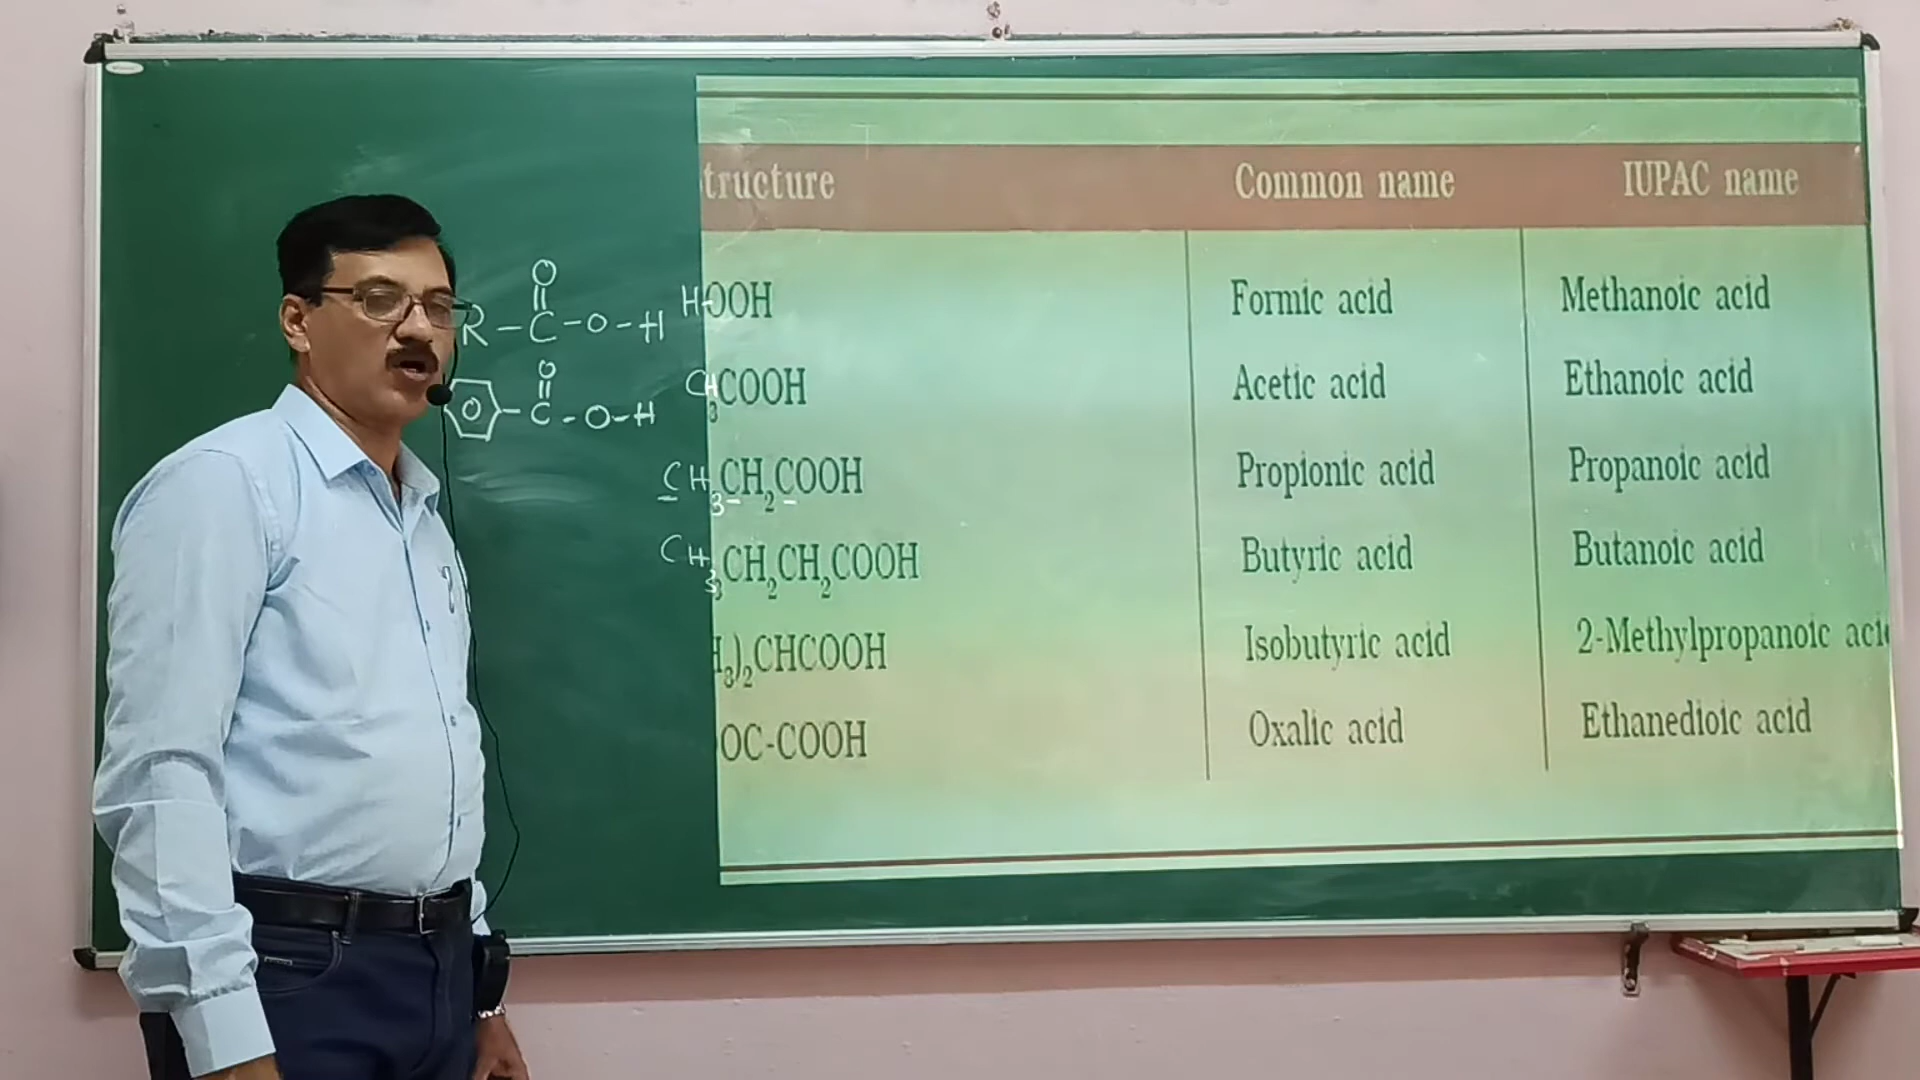 tructure Common name IUPAC name
O
||
R-C-O-H
O
||
C-O-H
H-OOH Formic acid Methanoic acid
CH₃COOH Acetic acid Ethanoic acid
CH₃CH₂COOH Propionic acid Propanoic acid
CH₃CH₂CH₂COOH Butyric acid Butanoic acid
H₃)₂CHCOOH Isobutyric acid 2-Methylpropanoic aci
OC-COOH Oxalic acid Ethanedioic acid